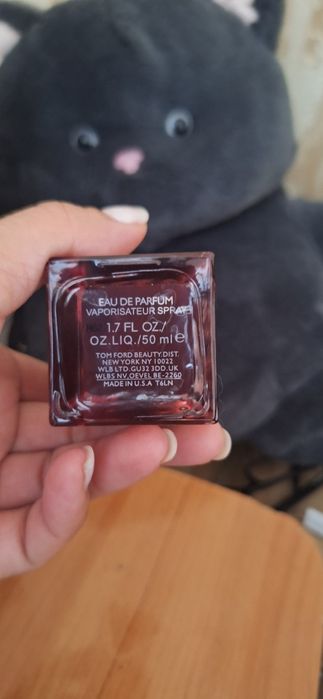 EAU DE PARFUM
VAPORISATEUR SPRAY
1.7 FL OZ./
OZ.LIQ./50 ml e
TOM FORD BEAUTY.DIST.
NEW YORK NY 10022
WLB LTD.GU32 3DD.UK
WLBS NV,OEVEL BE-2260
MADE IN U.S.A T6LN